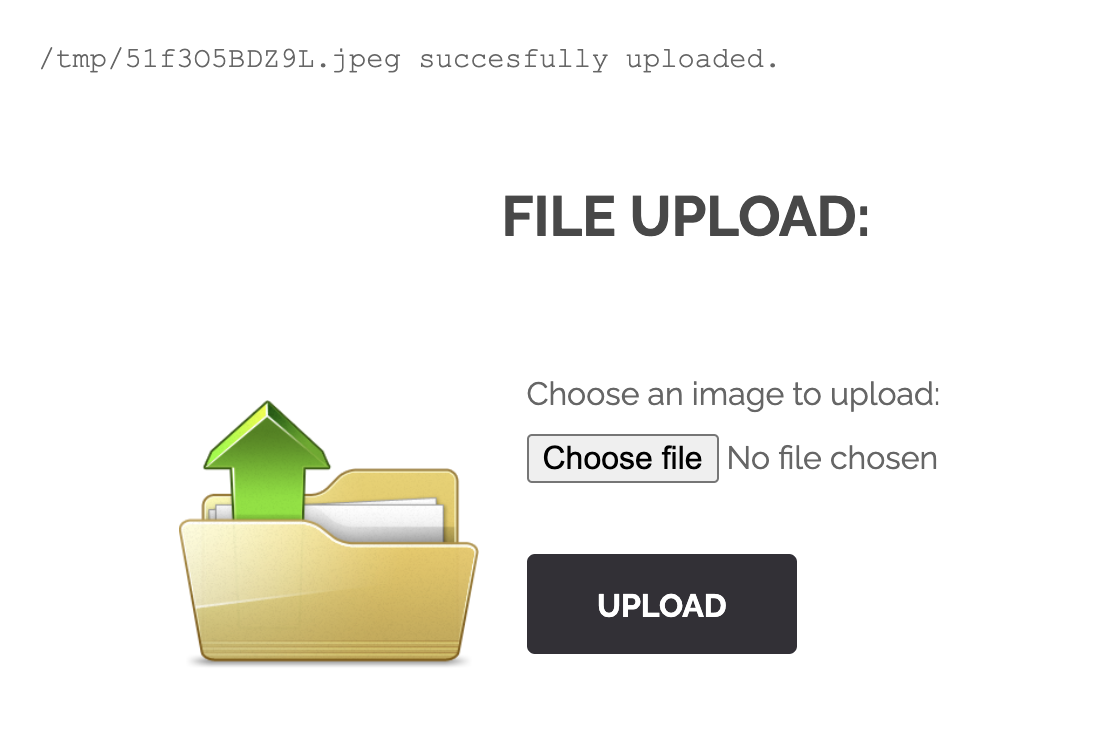 /tmp/51f3O5BDZ9L.jpeg succesfully uploaded.
FILE UPLOAD:
Choose an image to upload:
Choose file No file chosen
UPLOAD